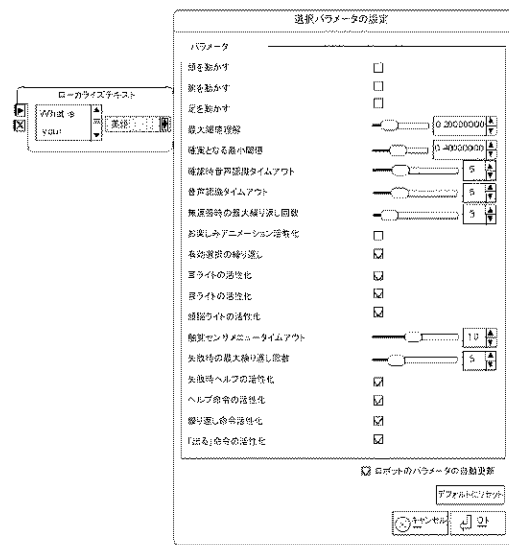 選択パラメータの設定
パラメータ
頭を動かす
腕を動かす
足を動かす
最大曖昧理解
0.20000000
確実となる最小閾値
0.40000000
確認時音声認識タイムアウト
5
音声認識タイムアウト
5
無返答時の最大繰り返し回数
3
お楽しみアニメーション活性化
有効選択の繰り返し
耳ライトの活性化
目ライトの活性化
頭脳ライトの活性化
触覚センサメニュータイムアウト
10
失敗時の最大繰り返し回数
5
失敗時ヘルプの活性化
ヘルプ命令の活性化
繰り返し命令活性化
『戻る』命令の活性化
ロボットのパラメータの自動更新
デフォルトにリセット
キャンセル
ローカライズテキスト
What is
your
英語